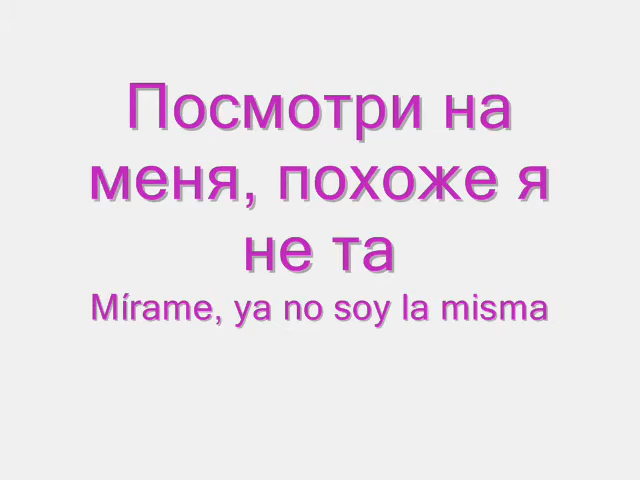 Посмотри на
меня, похоже я
не та
Mírame, ya no soy la misma